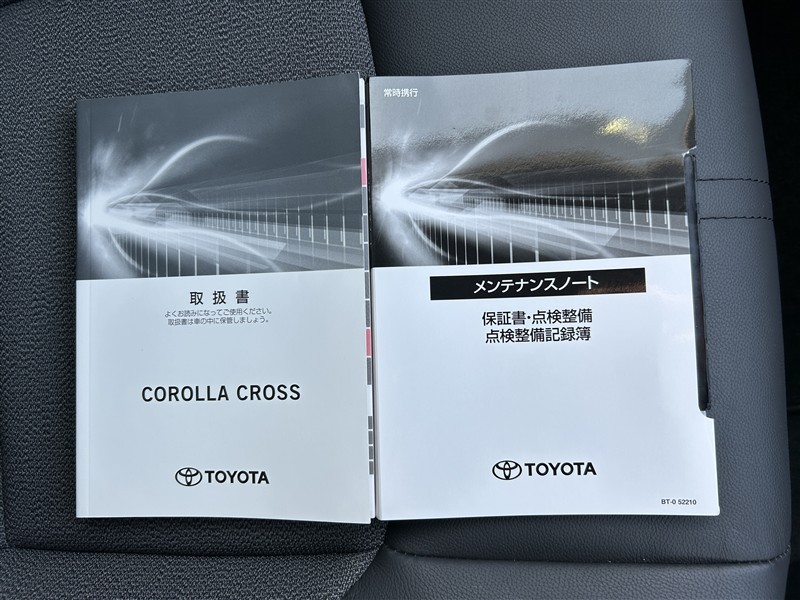 取扱書
よくお読みになってご使用ください。
取扱書は車の中に保管しましょう。
COROLLA CROSS
TOYOTA
常時携行
メンテナンスノート
保証書・点検整備
点検整備記録簿
TOYOTA
BT-0 52210